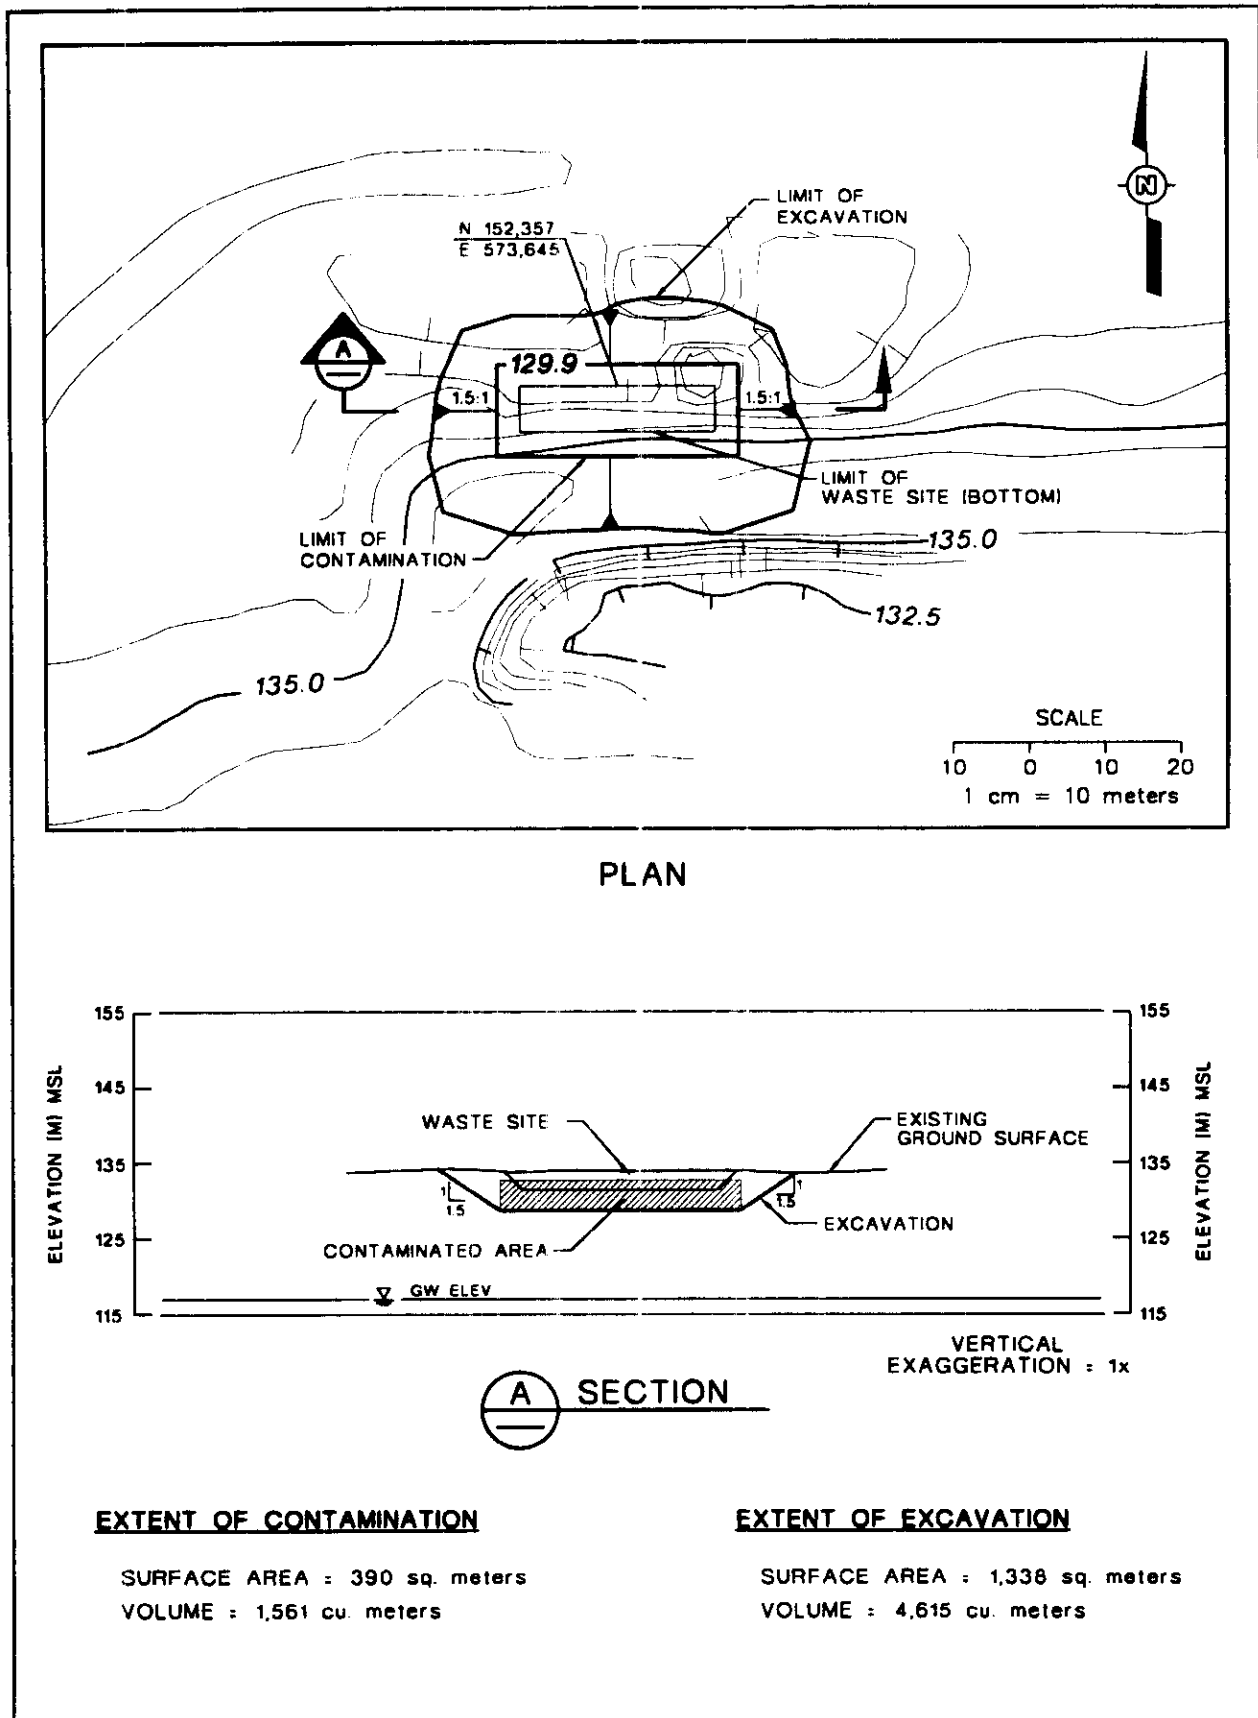 N
LIMIT OF
EXCAVATION
N 152,357
E 573,645
A
129.9
1.5:1
1.5:1
LIMIT OF
WASTE SITE (BOTTOM)
LIMIT OF
CONTAMINATION
135.0
132.5
135.0
SCALE
10 0 10 20
1 cm = 10 meters
PLAN
155
145
135
125
115
ELEVATION (M) MSL
155
145
135
125
115
ELEVATION (M) MSL
WASTE SITE
EXISTING
GROUND SURFACE
1
1.5
1
1.5
EXCAVATION
CONTAMINATED AREA
GW ELEV
VERTICAL
EXAGGERATION = 1x
A SECTION
EXTENT OF CONTAMINATION
SURFACE AREA = 390 sq. meters
VOLUME = 1,561 cu. meters
EXTENT OF EXCAVATION
SURFACE AREA = 1,338 sq. meters
VOLUME = 4,615 cu. meters